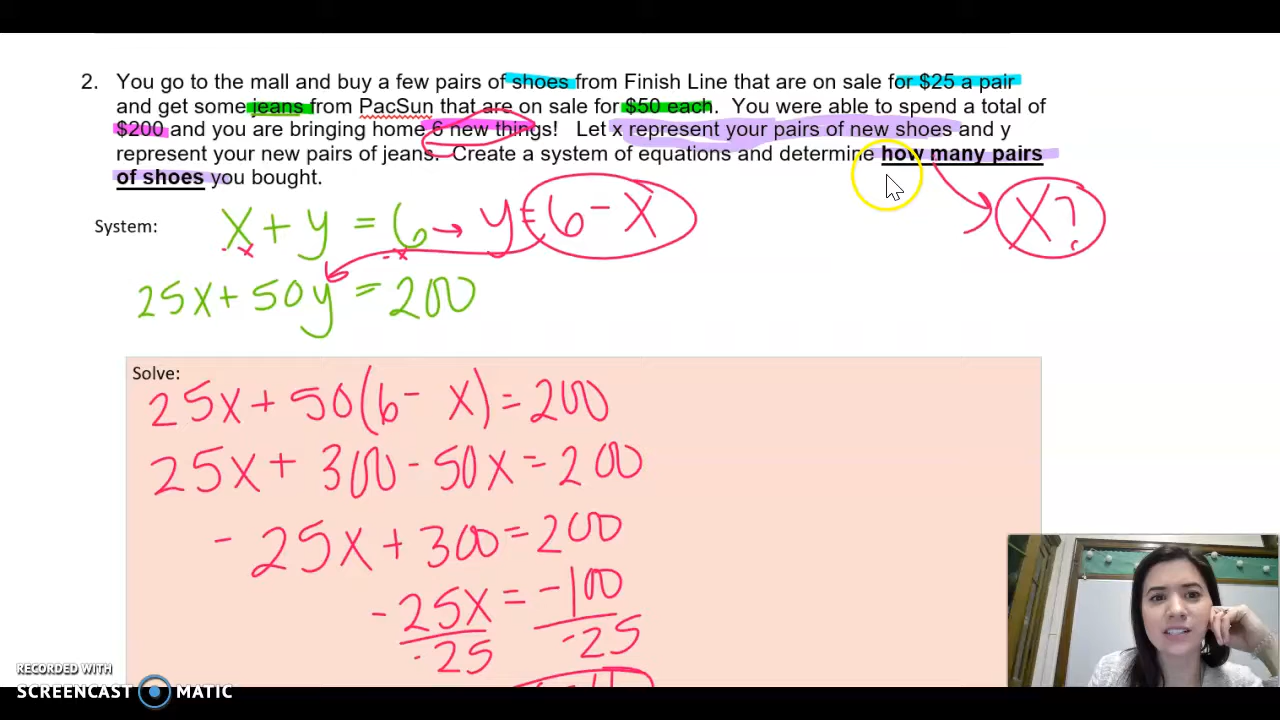 2. You go to the mall and buy a few pairs of shoes from Finish Line that are on sale for $25 a pair
and get some jeans from PacSun that are on sale for $50 each. You were able to spend a total of
$200 and you are bringing home 6 new things! Let x represent your pairs of new shoes and y
represent your new pairs of jeans. Create a system of equations and determine how many pairs
of shoes you bought.
System: x + y = 6 → y = 6 - x
x?
-x -x
25x + 50y = 200
Solve:
25x + 50(6 - x) = 200
25x + 300 - 50x = 200
- 25x + 300 = 200
- 25x = -100
-25 -25
RECORDED WITH
SCREENCAST MATIC